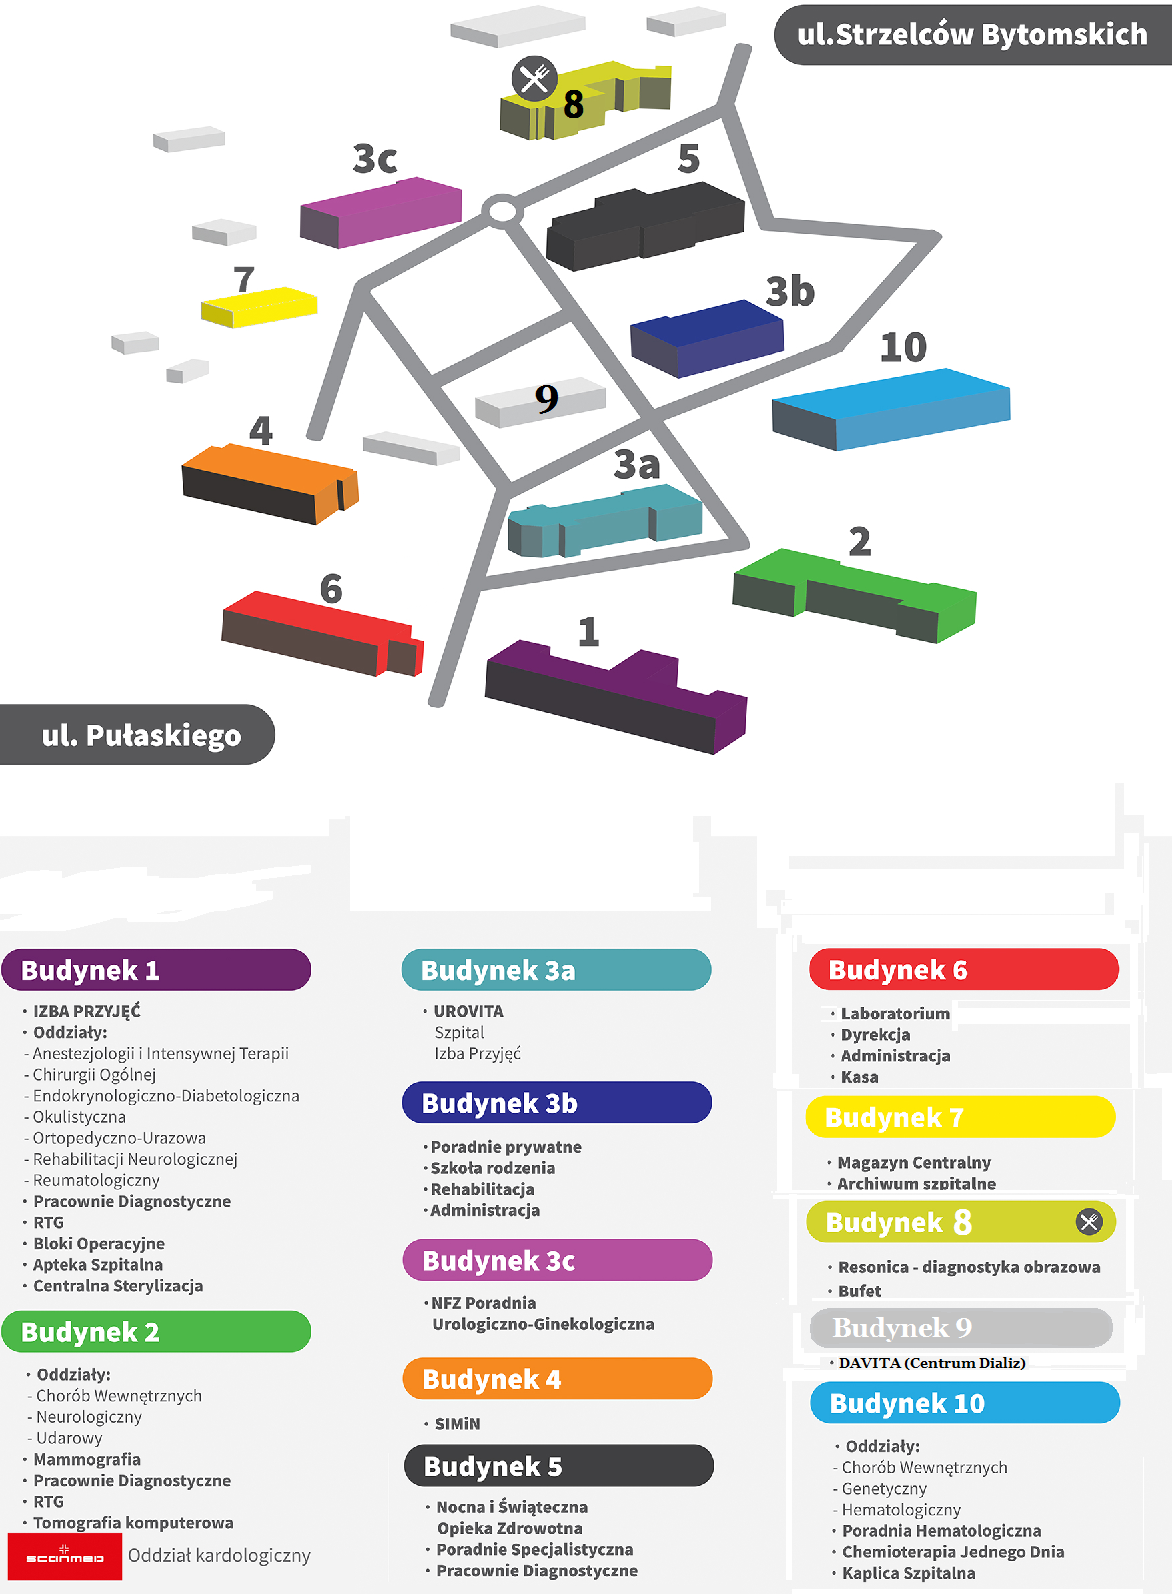 ul.Strzelców Bytomskich
8
3c
5
7
3b
10
9
4
3a
2
6
1
ul. Pułaskiego
Budynek 1
· IZBA PRZYJĘĆ
· Oddziały:
- Anestezjologii i Intensywnej Terapii
- Chirurgii Ogólnej
- Endokrynologiczno-Diabetologiczna
- Okulistyczna
- Ortopedyczno-Urazowa
- Rehabilitacji Neurologicznej
- Reumatologiczny
· Pracownie Diagnostyczne
· RTG
· Bloki Operacyjne
· Apteka Szpitalna
· Centralna Sterylizacja
Budynek 2
· Oddziały:
- Chorób Wewnętrznych
- Neurologiczny
- Udarowy
· Mammografia
· Pracownie Diagnostyczne
· RTG
· Tomografia komputerowa
SCANMED Oddział kardologiczny
Budynek 3a
· UROVITA
Szpital
Izba Przyjęć
Budynek 3b
· Poradnie prywatne
· Szkoła rodzenia
· Rehabilitacja
· Administracja
Budynek 3c
· NFZ Poradnia
Urologiczno-Ginekologiczna
Budynek 4
· SIMiN
Budynek 5
· Nocna i Świąteczna
Opieka Zdrowotna
· Poradnie Specjalistyczna
· Pracownie Diagnostyczne
Budynek 6
· Laboratorium
· Dyrekcja
· Administracja
· Kasa
Budynek 7
· Magazyn Centralny
· Archiwum szpitalne
Budynek 8
· Resonica - diagnostyka obrazowa
· Bufet
Budynek 9
· DAVITA (Centrum Dializ)
Budynek 10
· Oddziały:
- Chorób Wewnętrznych
- Genetyczny
- Hematologiczny
· Poradnia Hematologiczna
· Chemioterapia Jednego Dnia
· Kaplica Szpitalna